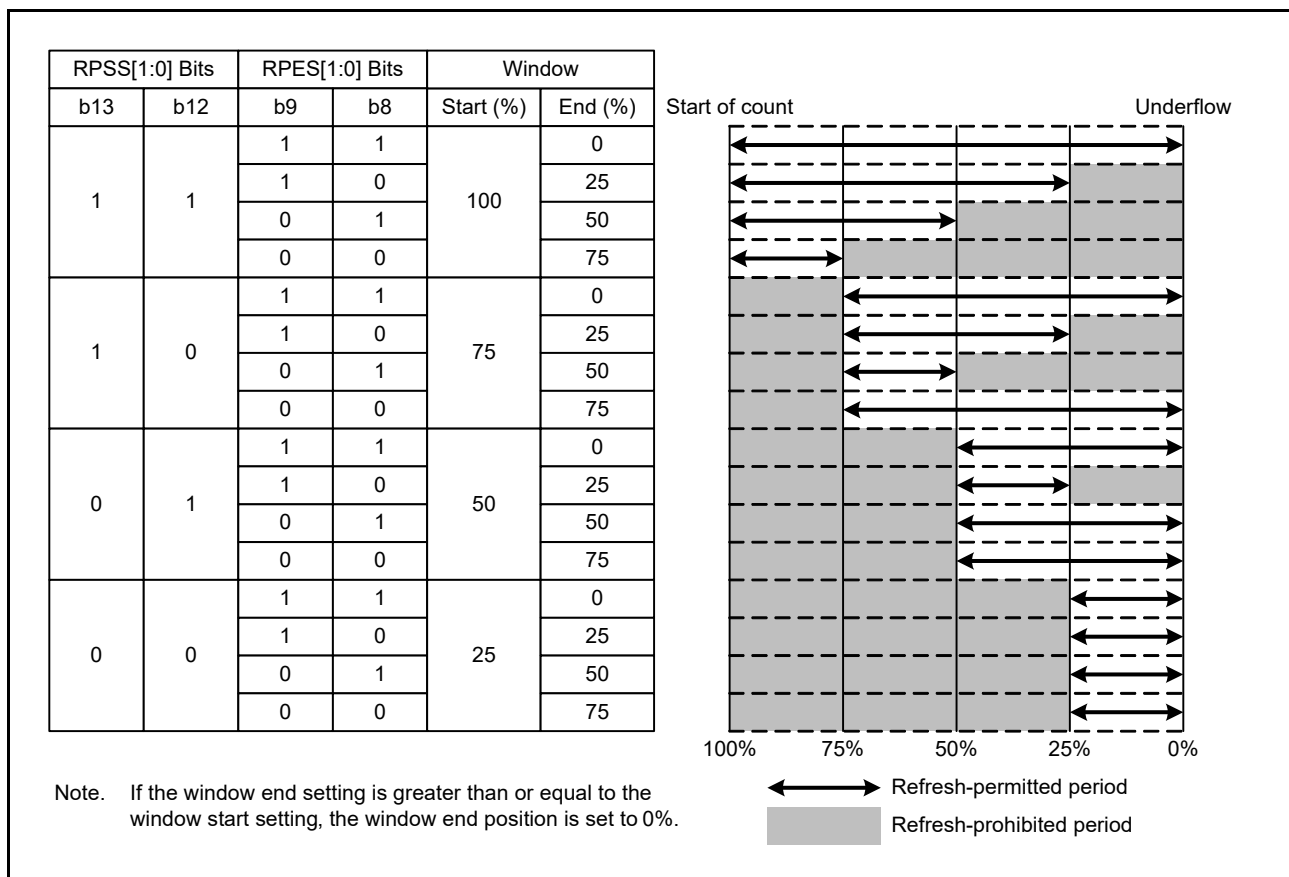 RPSS[1:0] Bits RPES[1:0] Bits Window
b13 b12 b9 b8 Start (%) End (%) Start of count Underflow
1 1 0
1 0 25
1 1 100
0 1 50
0 0 75
1 1 0
1 0 25
1 0 75
0 1 50
0 0 75
1 1 0
1 0 25
0 1 50
0 1 50
0 0 75
1 1 0
1 0 25
0 0 25
0 1 50
0 0 75
100% 75% 50% 25% 0%
Note. If the window end setting is greater than or equal to the
window start setting, the window end position is set to 0%.
Refresh-permitted period
Refresh-prohibited period